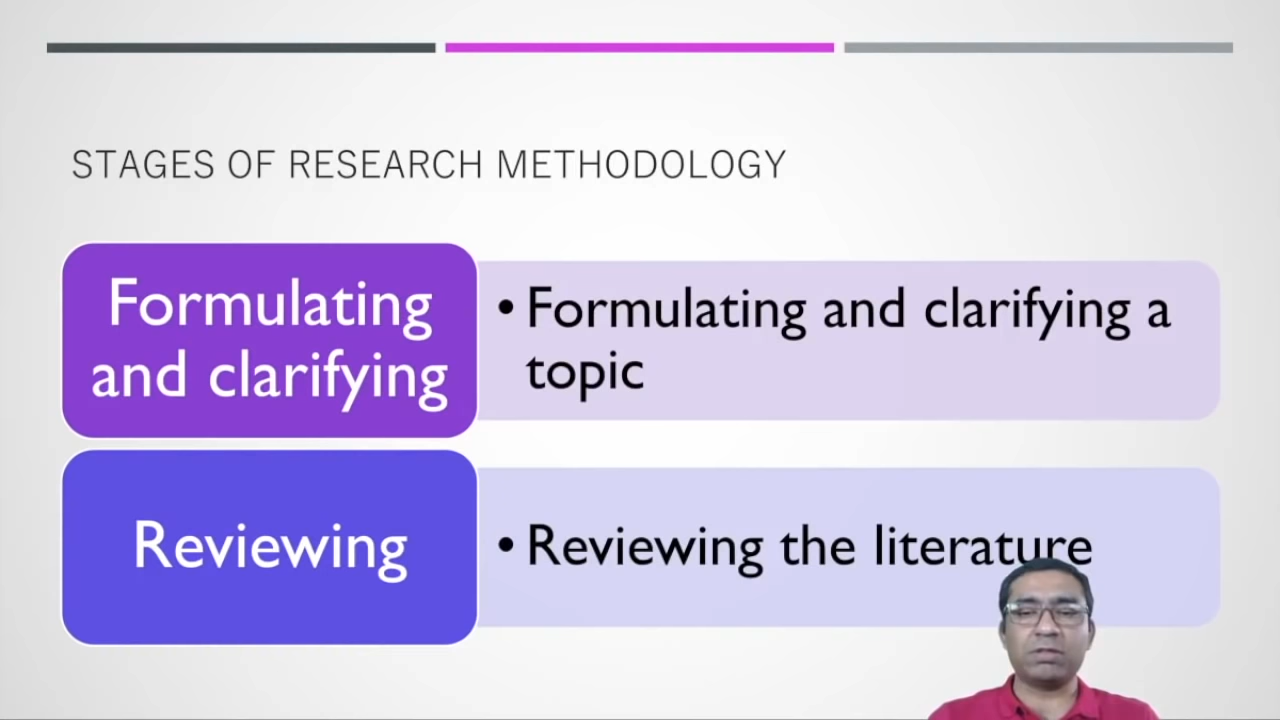 STAGES OF RESEARCH METHODOLOGY
Formulating
and clarifying
• Formulating and clarifying a
topic
Reviewing
• Reviewing the literature